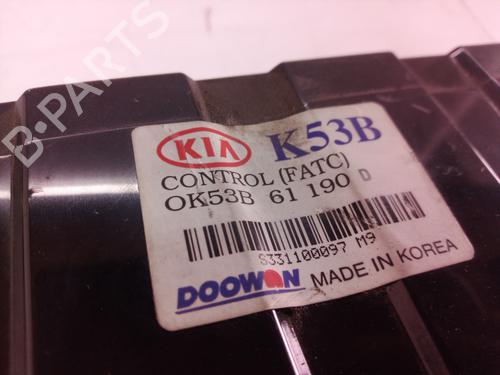 B-PARTS
KIA K53B
CONTROL (FATC)
OK53B 61 190 D
S331100097 M9
DOOWON MADE IN KOREA